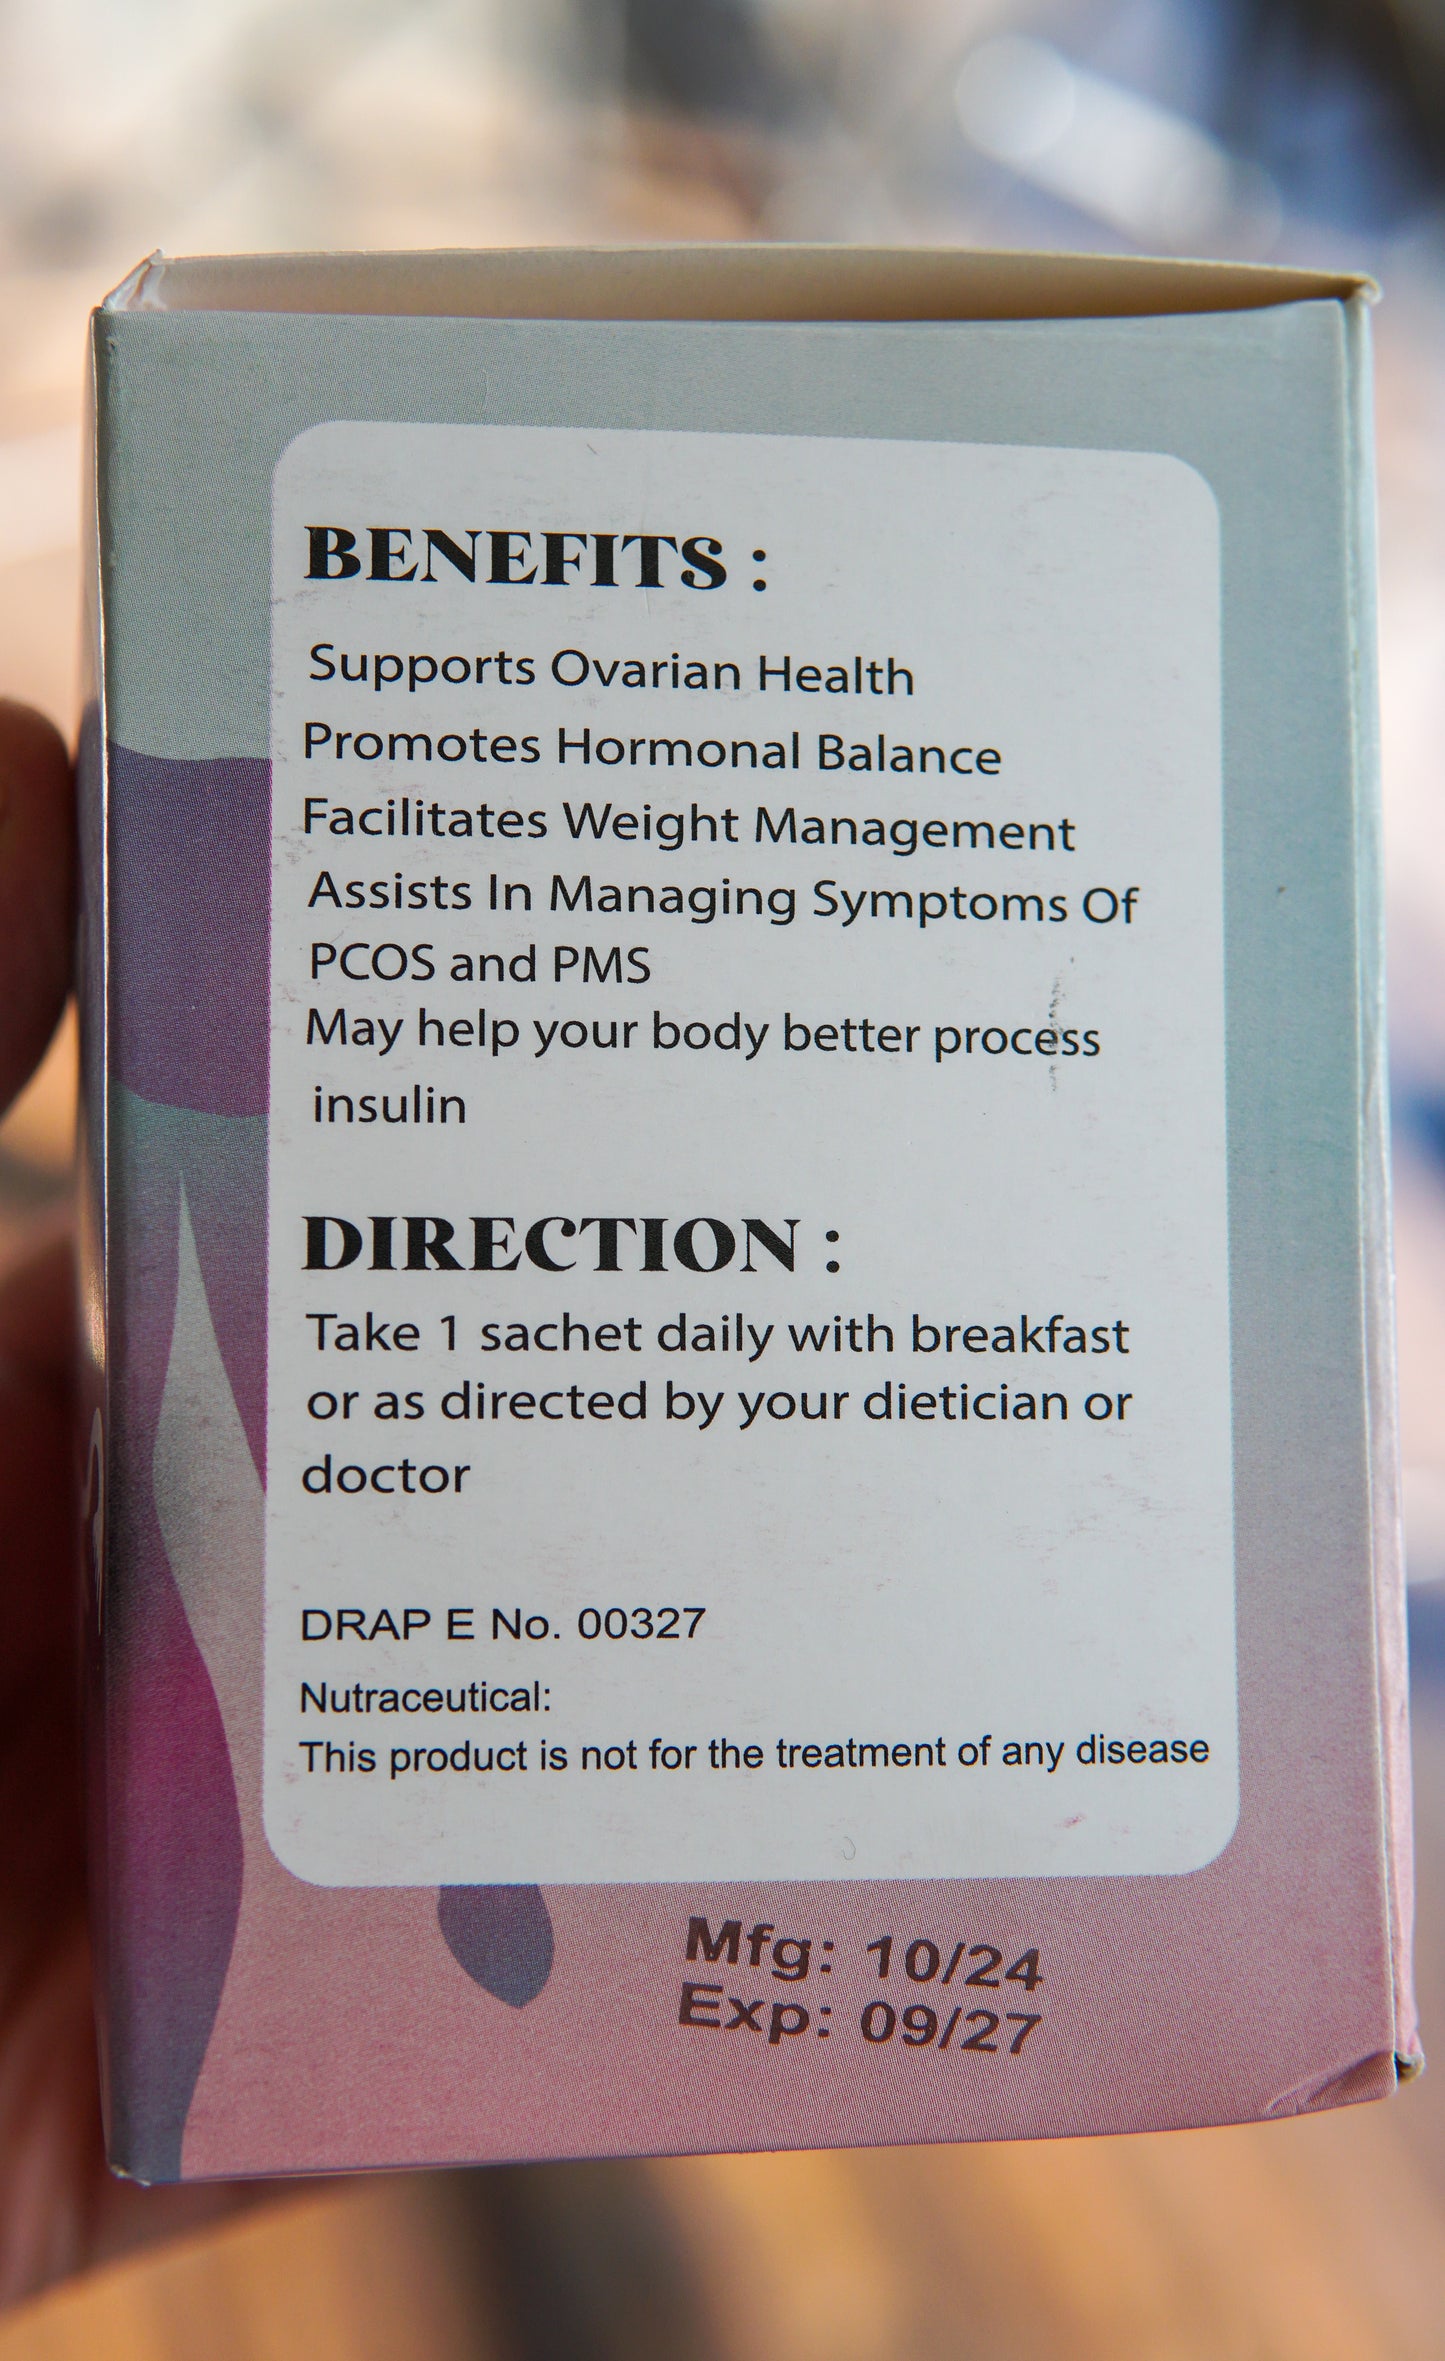 BENEFITS :
Supports Ovarian Health
Promotes Hormonal Balance
Facilitates Weight Management
Assists In Managing Symptoms Of
PCOS and PMS
May help your body better process
insulin
DIRECTION :
Take 1 sachet daily with breakfast
or as directed by your dietician or
doctor
DRAP E No. 00327
Nutraceutical:
This product is not for the treatment of any disease
Mfg: 10/24
Exp: 09/27